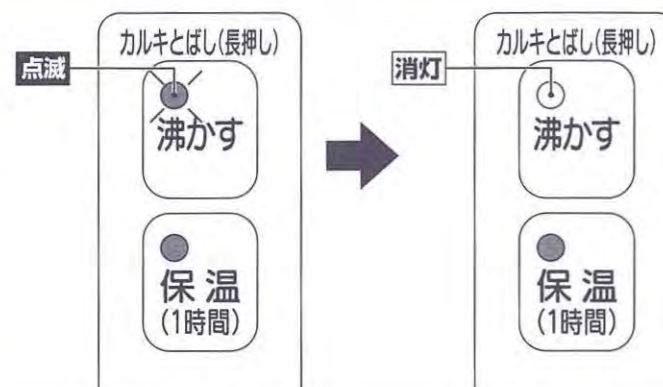 カルキとばし(長押し)
点滅
沸かす
保温
(1時間)
カルキとばし(長押し)
消灯
沸かす
保温
(1時間)